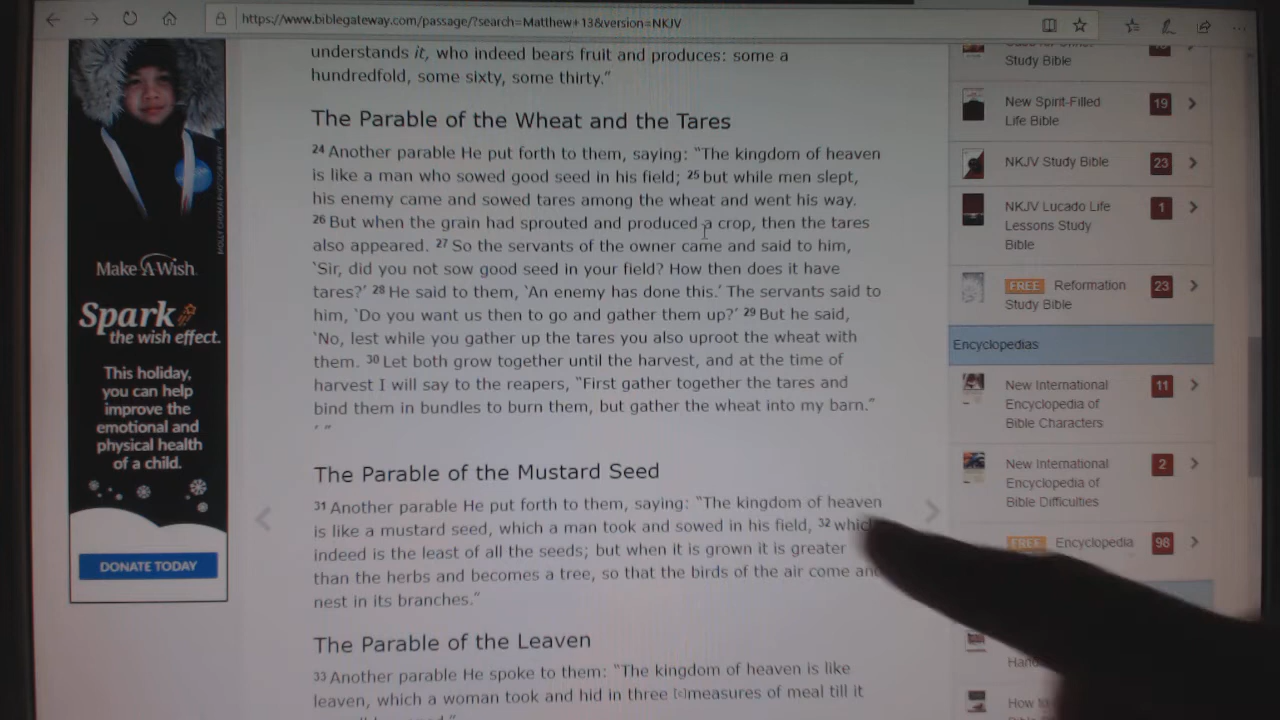 https://www.biblegateway.com/passage/?search=Matthew+13&version=NKJV
understands it, who indeed bears fruit and produces: some a
hundredfold, some sixty, some thirty.”
The Parable of the Wheat and the Tares
24 Another parable He put forth to them, saying: “The kingdom of heaven
is like a man who sowed good seed in his field; 25 but while men slept,
his enemy came and sowed tares among the wheat and went his way.
26 But when the grain had sprouted and produced a crop, then the tares
also appeared. 27 So the servants of the owner came and said to him,
‘Sir, did you not sow good seed in your field? How then does it have
tares?’ 28 He said to them, ‘An enemy has done this.’ The servants said to
him, ‘Do you want us then to go and gather them up?’ 29 But he said,
‘No, lest while you gather up the tares you also uproot the wheat with
them. 30 Let both grow together until the harvest, and at the time of
harvest I will say to the reapers, “First gather together the tares and
bind them in bundles to burn them, but gather the wheat into my barn.”
’ ”
The Parable of the Mustard Seed
31 Another parable He put forth to them, saying: “The kingdom of heaven
is like a mustard seed, which a man took and sowed in his field, 32 which
indeed is the least of all the seeds; but when it is grown it is greater
than the herbs and becomes a tree, so that the birds of the air come and
nest in its branches.”
The Parable of the Leaven
33 Another parable He spoke to them: “The kingdom of heaven is like
leaven, which a woman took and hid in three [c]measures of meal till it
Make A Wish
Spark
the wish effect.
This holiday,
you can help
improve the
emotional and
physical health
of a child.
DONATE TODAY
Study Bible
New Spirit-Filled 19
Life Bible
NKJV Study Bible 23
NKJV Lucado Life 1
Lessons Study
Bible
FREE Reformation 23
Study Bible
Encyclopedias
New International 11
Encyclopedia of
Bible Characters
New International 2
Encyclopedia of
Bible Difficulties
FREE Encyclopedia 98
How to